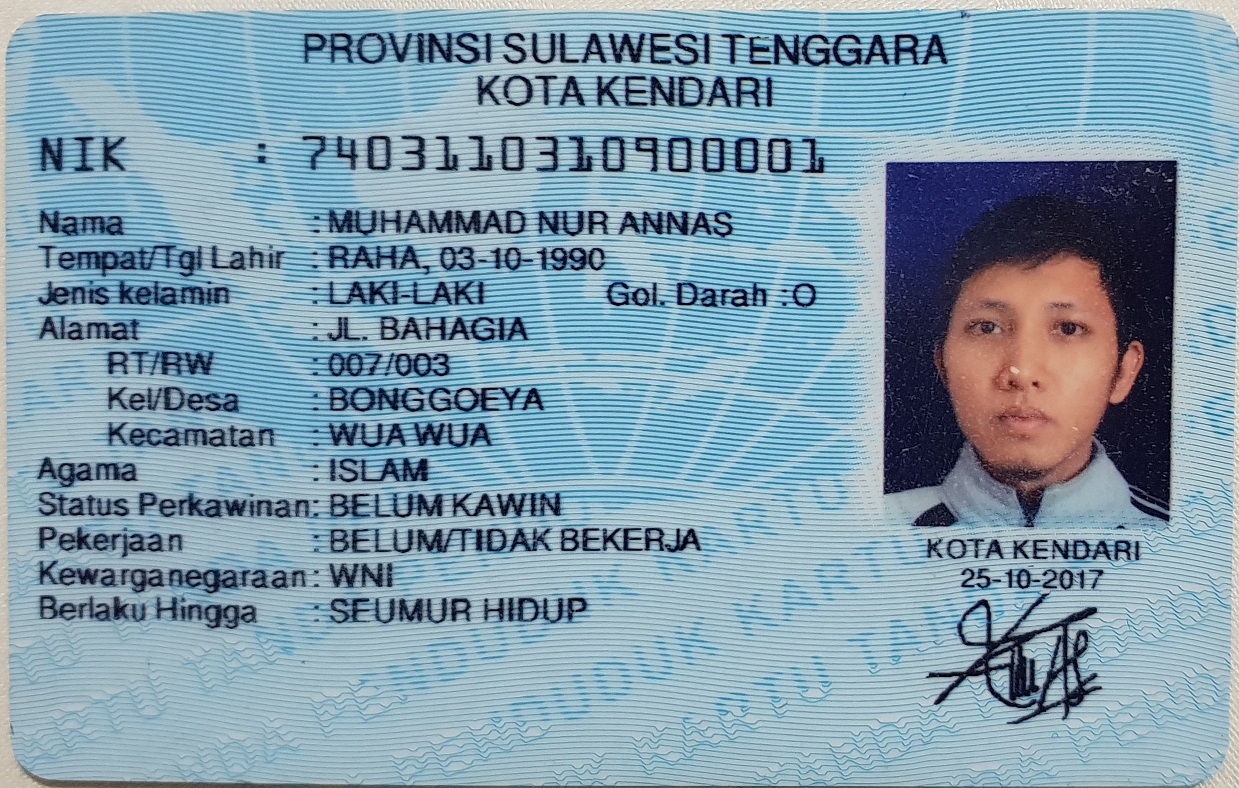 PROVINSI SULAWESI TENGGARA
KOTA KENDARI
NIK : 7403110310900001
Nama : MUHAMMAD NUR ANNAS
Tempat/Tgl Lahir : RAHA, 03-10-1990
Jenis kelamin : LAKI-LAKI Gol. Darah :O
Alamat : JL. BAHAGIA
RT/RW : 007/003
Kel/Desa : BONGGOEYA
Kecamatan : WUA WUA
Agama : ISLAM
Status Perkawinan: BELUM KAWIN
Pekerjaan : BELUM/TIDAK BEKERJA
Kewarganegaraan: WNI
Berlaku Hingga : SEUMUR HIDUP
KOTA KENDARI
25-10-2017